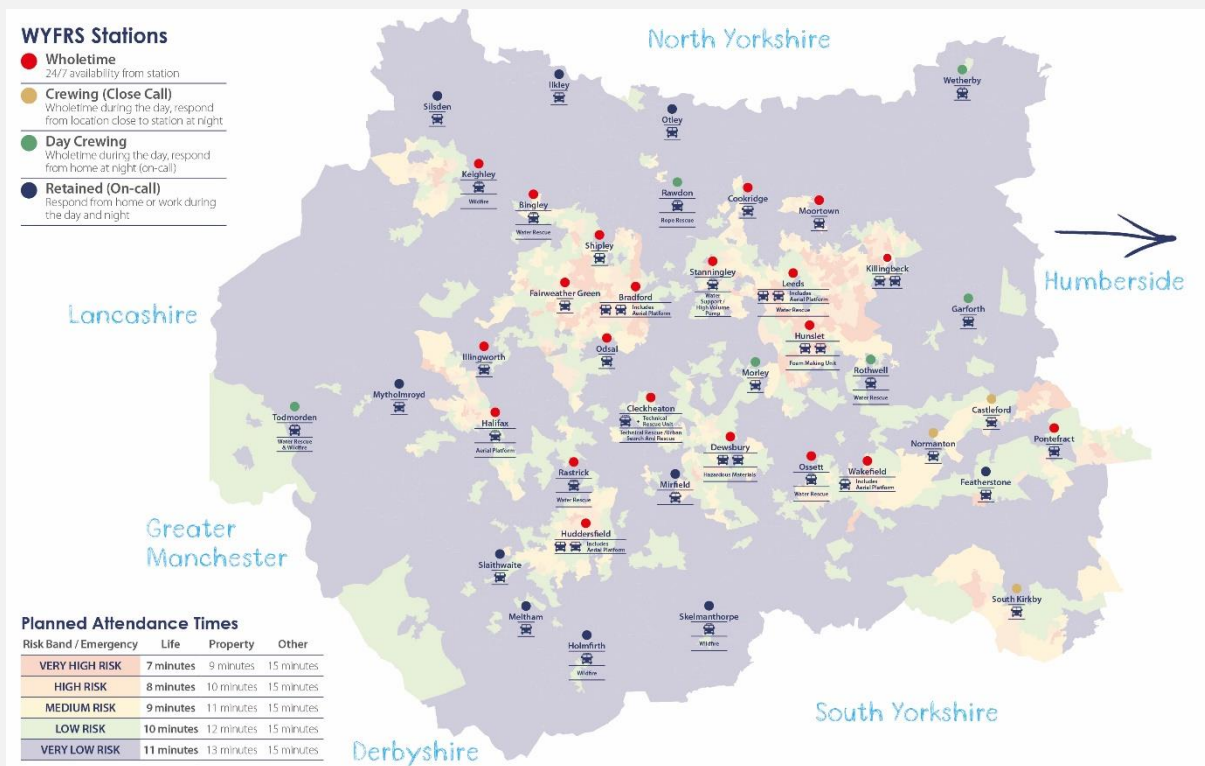 WYFRS Stations
Wholetime
24/7 availability from station
Crewing (Close Call)
Wholetime during the day, respond
from location close to station at night
Day Crewing
Wholetime during the day, respond
from home at night (on-call)
Retained (On-call)
Respond from home or work during
the day and night
North Yorkshire
Humberside
Lancashire
Greater
Manchester
Derbyshire
South Yorkshire
Silsden
Ilkley
Otley
Wetherby
Keighley
Wildfire
Bingley
Water Rescue
Rawdon
Rope Rescue
Cookridge
Moortown
Shipley
Stanningley
Water
Support /
High Volume
Pump
Leeds
Includes
Aerial Platform
Water Rescue
Killingbeck
Fairweather Green
Bradford
Includes
Aerial Platform
Garforth
Hunslet
Foam Making Unit
Illingworth
Odsal
Morley
Rothwell
Water Rescue
Mytholmroyd
Todmorden
Water Rescue
& Wildfire
Halifax
Aerial Platform
Cleckheaton
+ Technical
Rescue Unit
Technical Rescue /Urban
Search And Rescue
Castleford
Normanton
Pontefract
Dewsbury
Hazardous Materials
Ossett
Water Rescue
Wakefield
Includes
Aerial Platform
Featherstone
Rastrick
Water Rescue
Mirfield
Huddersfield
Includes
Aerial Platform
Slaithwaite
Meltham
Holmfirth
Wildfire
Skelmanthorpe
Wildfire
South Kirkby
Planned Attendance Times
Risk Band / Emergency Life Property Other
VERY HIGH RISK 7 minutes 9 minutes 15 minutes
HIGH RISK 8 minutes 10 minutes 15 minutes
MEDIUM RISK 9 minutes 11 minutes 15 minutes
LOW RISK 10 minutes 12 minutes 15 minutes
VERY LOW RISK 11 minutes 13 minutes 15 minutes